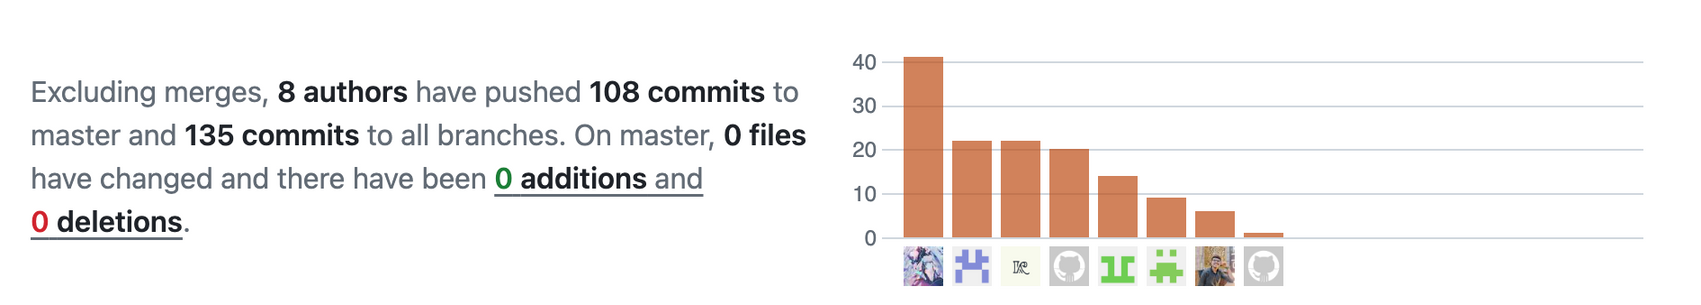 Excluding merges, 8 authors have pushed 108 commits to
master and 135 commits to all branches. On master, 0 files
have changed and there have been 0 additions and
0 deletions.
40
30
20
10
0